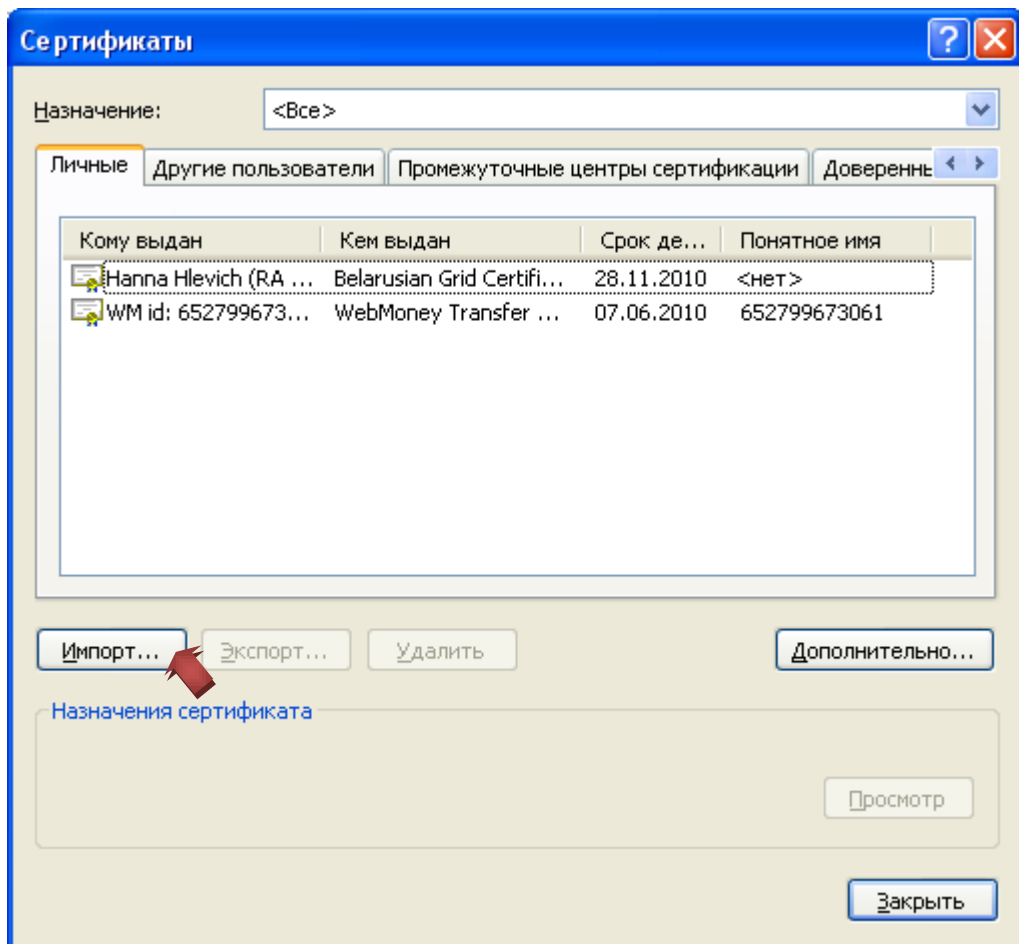 Сертификаты
Назначение: <Все>
Личные Другие пользователи Промежуточные центры сертификации Доверенны
Кому выдан Кем выдан Срок де... Понятное имя
Hanna Hlevich (RA ... Belarusian Grid Certifi... 28.11.2010 <нет>
WM id: 652799673... WebMoney Transfer ... 07.06.2010 652799673061
Импорт... Экспорт... Удалить Дополнительно...
Назначения сертификата
Просмотр
Закрыть